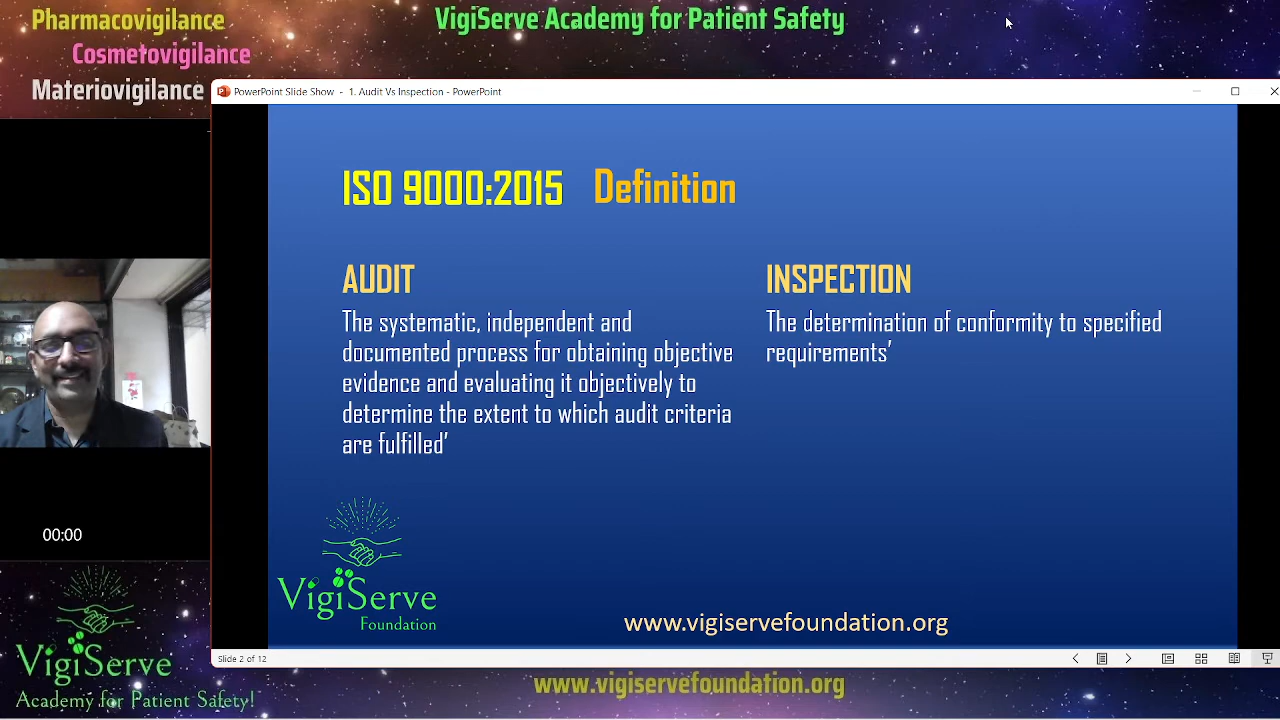 Pharmacovigilance
Cosmetovigilance
Materiovigilance
VigiServe Academy for Patient Safety
PowerPoint Slide Show - 1. Audit Vs Inspection - PowerPoint
ISO 9000:2015 Definition
AUDIT
The systematic, independent and
documented process for obtaining objective
evidence and evaluating it objectively to
determine the extent to which audit criteria
are fulfilled’
INSPECTION
The determination of conformity to specified
requirements’
VigiServe
Foundation
www.vigiservefoundation.org
Slide 2 of 12
00:00
VigiServe
Academy for Patient Safety!
www.vigiservefoundation.org